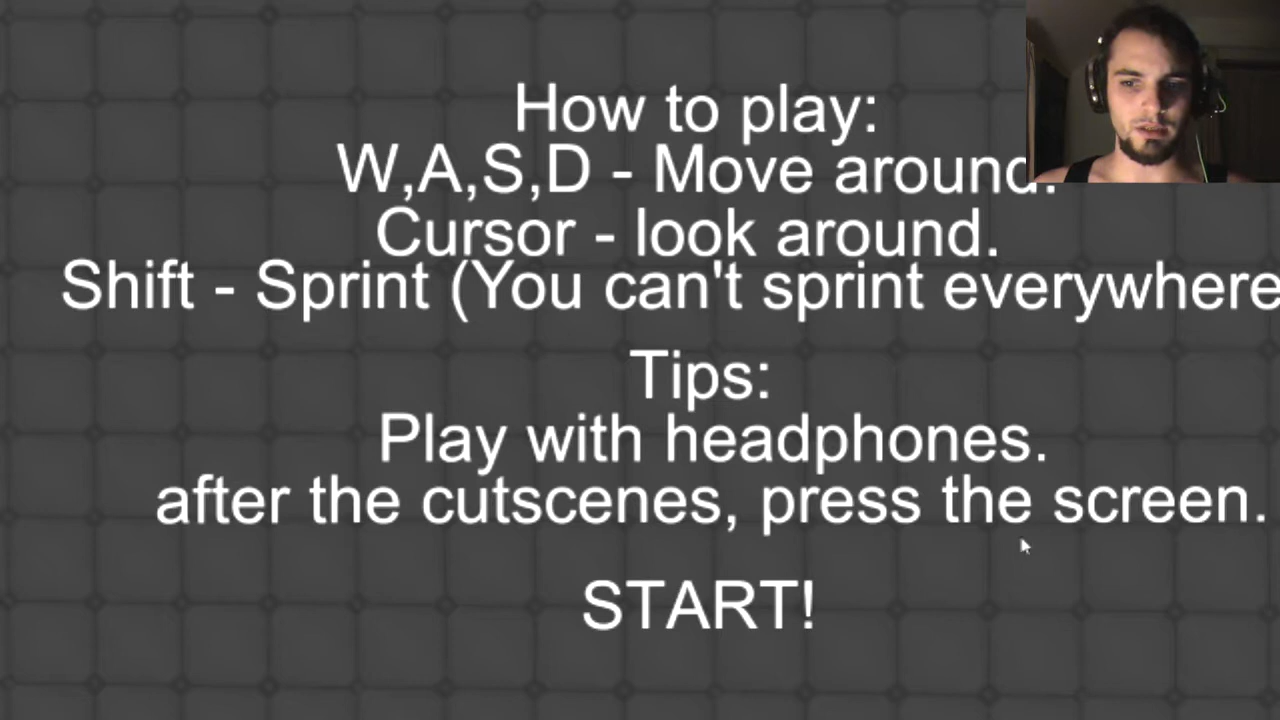 How to play:
W,A,S,D - Move around.
Cursor - look around.
Shift - Sprint (You can't sprint everywhere
Tips:
Play with headphones.
after the cutscenes, press the screen.
START!